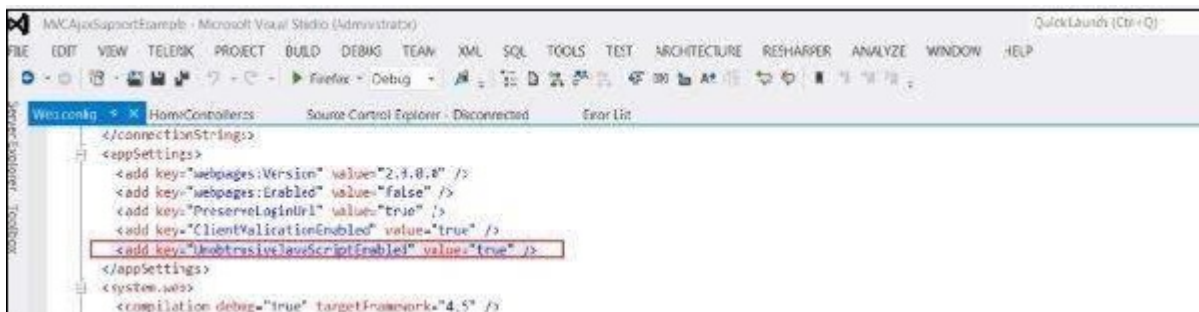 MVCAjaxSupportExample - Microsoft Visual Studio (Administrator)
Quick Launch (Ctrl+Q)
FILE EDIT VIEW TELERIK PROJECT BUILD DEBUG TEAM XML SQL TOOLS TEST ARCHITECTURE RESHARPER ANALYZE WINDOW HELP
Firefox Debug
Server Explorer
Toolbox
Web.config HomeController.cs Source Control Explorer - Disconnected Error List
</connectionStrings>
<appSettings>
<add key="webpages:Version" value="2.0.0.0" />
<add key="webpages:Enabled" value="false" />
<add key="PreserveLoginUrl" value="true" />
<add key="ClientValidationEnabled" value="true" />
<add key="UnobtrusiveJavaScriptEnabled" value="true" />
</appSettings>
<system.web>
<compilation debug="true" targetFramework="4.5" />